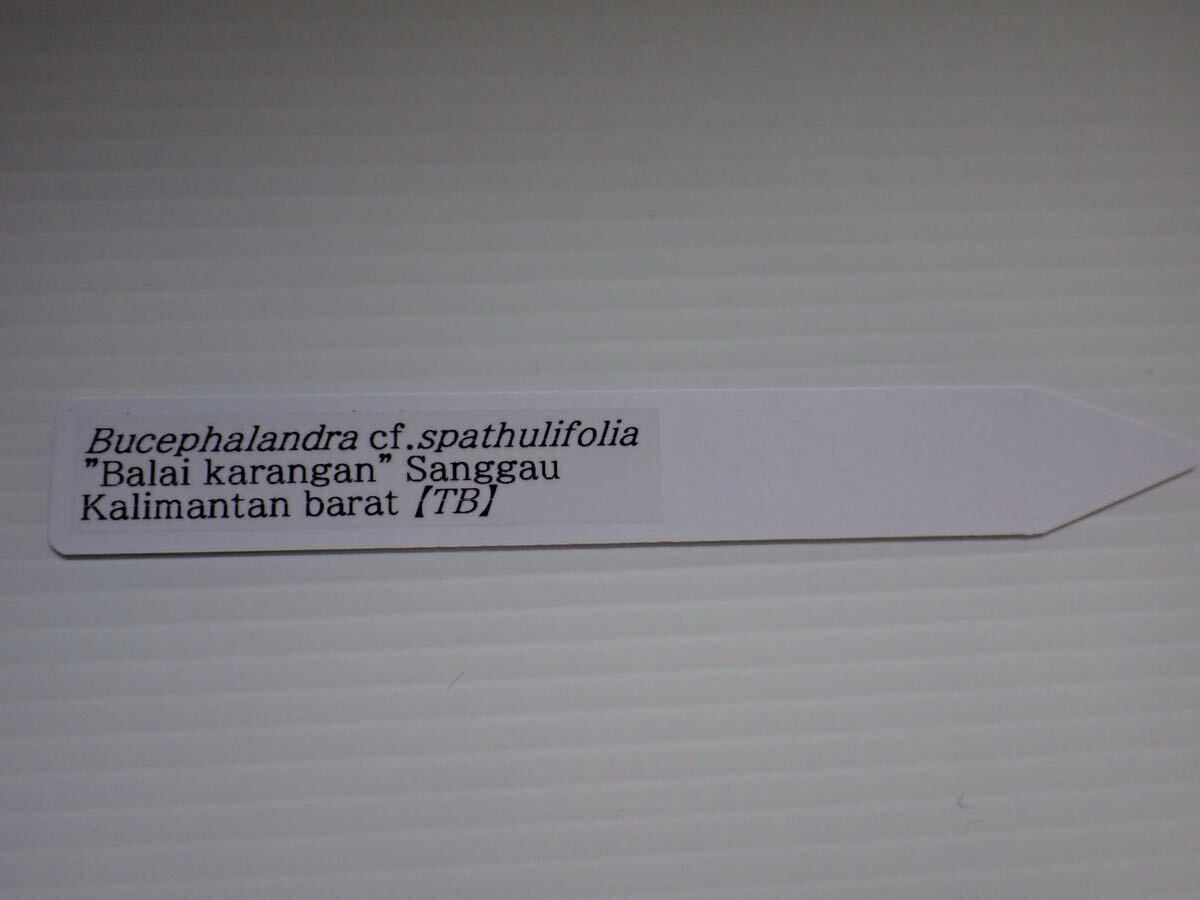 Bucephalandra cf.spathulifolia
"Balai karangan" Sanggau
Kalimantan barat【TB】